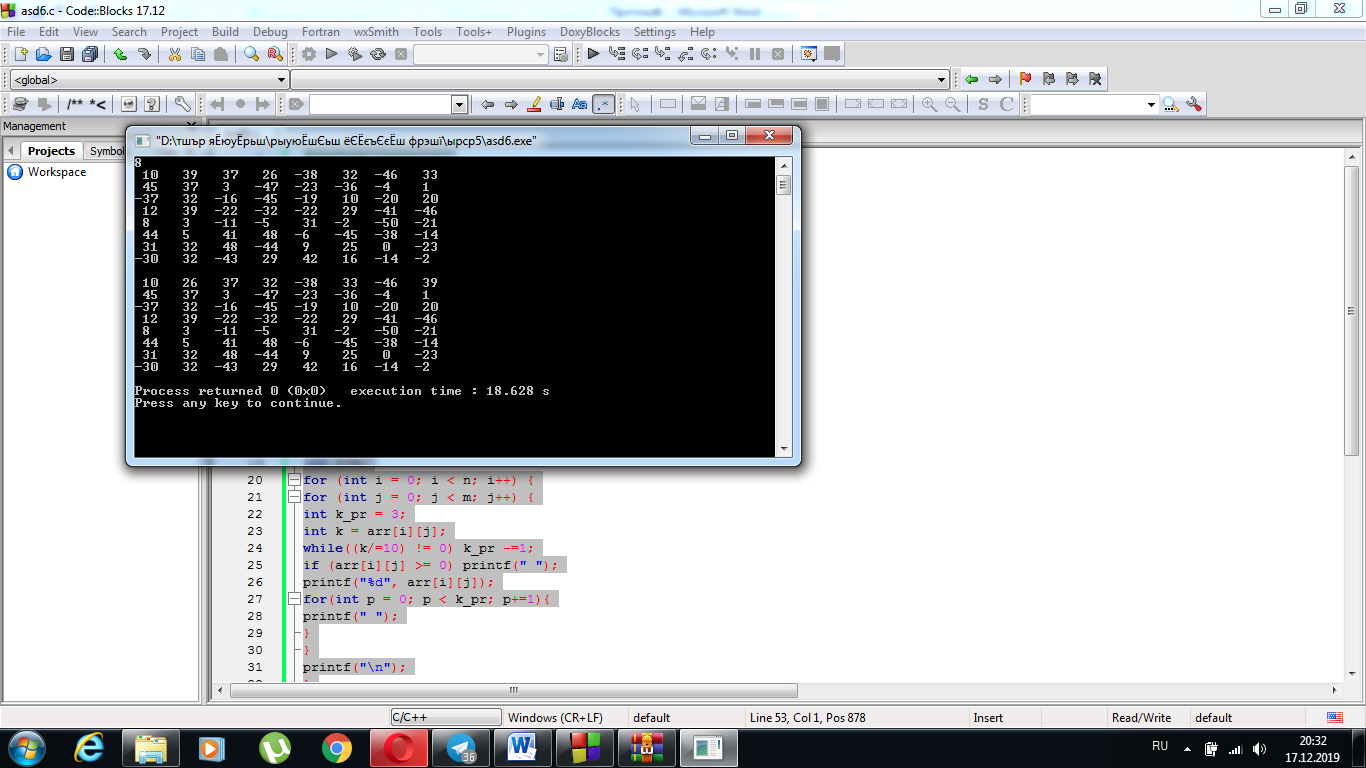 asd6.c - Code::Blocks 17.12
File Edit View Search Project Build Debug Fortran wxSmith Tools Tools+ Plugins DoxyBlocks Settings Help
<global>
/** *<
Management
Projects Symbol
Workspace
"D:\тшър яЁюуЁрьш\рыуюЁшЄьш ёЄЁєъЄєЁш фрэшї\ырср5\asd6.exe"
8
10 39 37 26 -38 32 -46 33
45 37 3 -47 -23 -36 -4 1
-37 32 -16 -45 -19 10 -20 20
12 39 -22 -32 -22 29 -41 -46
8 3 -11 -5 31 -2 -50 -21
44 5 41 48 -6 -45 -38 -14
31 32 48 -44 9 25 0 -23
-30 32 -43 29 42 16 -14 -2
10 26 37 32 -38 33 -46 39
45 37 3 -47 -23 -36 -4 1
-37 32 -16 -45 -19 10 -20 20
12 39 -22 -32 -22 29 -41 -46
8 3 -11 -5 31 -2 -50 -21
44 5 41 48 -6 -45 -38 -14
31 32 48 -44 9 25 0 -23
-30 32 -43 29 42 16 -14 -2
Process returned 0 (0x0) execution time : 18.628 s
Press any key to continue.
20 for (int i = 0; i < n; i++) {
21 for (int j = 0; j < m; j++) {
22 int k_pr = 3;
23 int k = arr[i][j];
24 while((k/=10) != 0) k_pr -=1;
25 if (arr[i][j] >= 0) printf(" ");
26 printf("%d", arr[i][j]);
27 for(int p = 0; p < k_pr; p+=1){
28 printf(" ");
29 }
30 }
31 printf("\n");
C/C++ Windows (CR+LF) default Line 53, Col 1, Pos 878 Insert Read/Write default
36
RU
20:32
17.12.2019